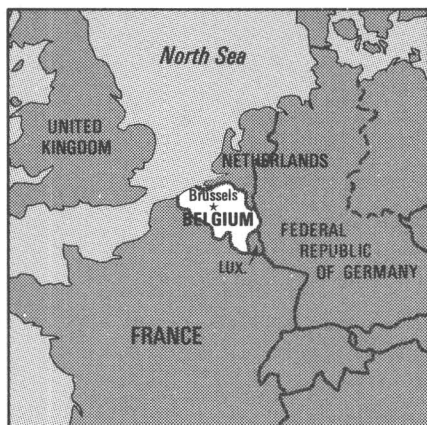 North Sea
UNITED
KINGDOM
NETHERLANDS
Brussels
BELGIUM
FEDERAL
REPUBLIC
OF GERMANY
LUX.
FRANCE